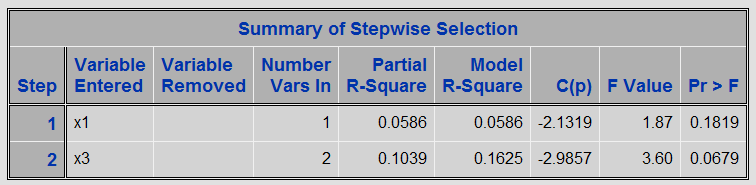 Summary of Stepwise Selection
Step Variable Entered Variable Removed Number Vars In Partial R-Square Model R-Square C(p) F Value Pr > F
1 x1 1 0.0586 0.0586 -2.1319 1.87 0.1819
2 x3 2 0.1039 0.1625 -2.9857 3.60 0.0679